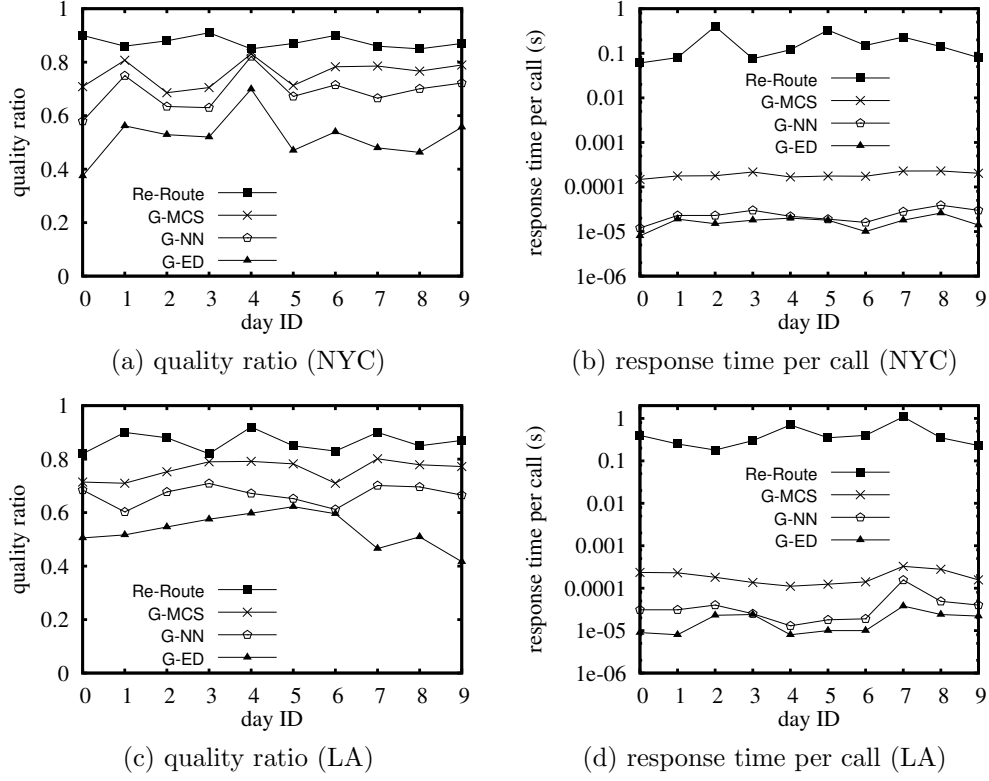 quality ratio
1
0.8
0.6
0.4
0.2
0
Re-Route
G-MCS
G-NN
G-ED
0 1 2 3 4 5 6 7 8 9
day ID
(a) quality ratio (NYC)
response time per call (s)
1
0.1
0.01
0.0001
1e-05
1e-06
Re-Route
G-MCS
G-NN
G-ED
0 1 2 3 4 5 6 7 8 9
day ID
(b) response time per call (NYC)
quality ratio
1
0.8
0.6
0.4
0.2
0
Re-Route
G-MCS
G-NN
G-ED
0 1 2 3 4 5 6 7 8 9
day ID
(c) quality ratio (LA)
response time per call (s)
1
0.1
0.01
0.001
0.0001
1e-05
1e-06
Re-Route
G-MCS
G-NN
G-ED
0 1 2 3 4 5 6 7 8 9
day ID
(d) response time per call (LA)